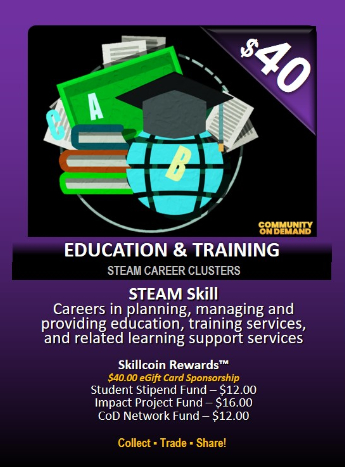 $40
A
B
COMMUNITY
ON DEMAND
EDUCATION & TRAINING
STEAM CAREER CLUSTERS
STEAM Skill
Careers in planning, managing and
providing education, training services,
and related learning support services
Skillcoin Rewards™
$40.00 eGift Card Sponsorship
Student Stipend Fund – $12.00
Impact Project Fund – $16.00
CoD Network Fund – $12.00
Collect ▪ Trade ▪ Share!